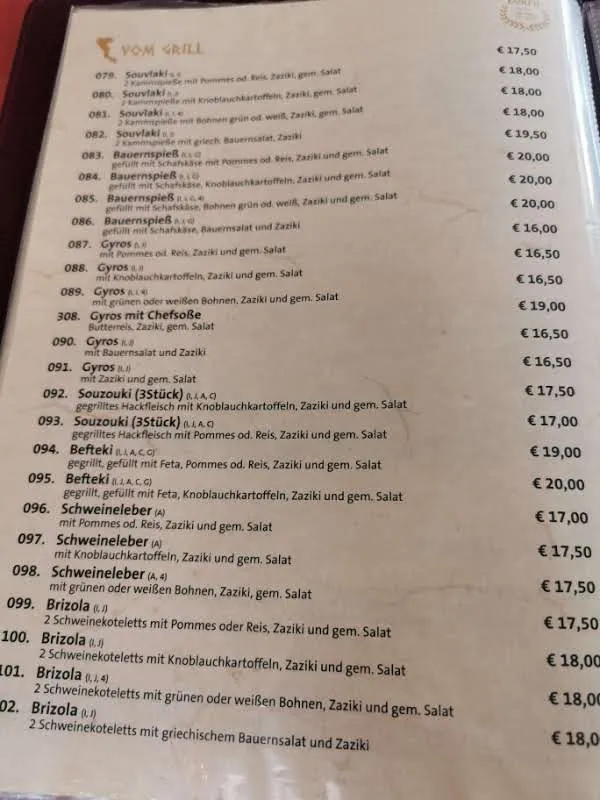 VOM GRILL
079. Souvlaki € 17,50
2 Kammspieße mit Pommes od. Reis, Zaziki, gem. Salat
080. Souvlaki € 18,00
2 Kammspieße mit Knoblauchkartoffeln, Zaziki, gem. Salat
081. Souvlaki (I, J, 4) € 18,00
2 Kammspieße mit Bohnen grün od. weiß, Zaziki, gem. Salat
082. Souvlaki (I, J) € 18,00
2 Kammspieße mit griech. Bauernsalat, Zaziki
083. Bauernspieß (I, J, G) € 19,50
gefüllt mit Schafskäse mit Pommes od. Reis, Zaziki und gem. Salat
084. Bauernspieß (I, J, G) € 20,00
gefüllt mit Schafskäse, Knoblauchkartoffeln, Zaziki und gem. Salat
085. Bauernspieß (I, J, G, 4) € 20,00
gefüllt mit Schafskäse, Bohnen grün od. weiß, Zaziki und gem. Salat
086. Bauernspieß (I, J, G) € 20,00
gefüllt mit Schafskäse, Bauernsalat und Zaziki
087. Gyros (I, J) € 16,00
mit Pommes od. Reis, Zaziki und gem. Salat
088. Gyros (I, J) € 16,50
mit Knoblauchkartoffeln, Zaziki und gem. Salat
089. Gyros (I, J, 4) € 16,50
mit grünen oder weißen Bohnen, Zaziki und gem. Salat
308. Gyros mit Chefsoße € 19,00
Butterreis, Zaziki, gem. Salat
090. Gyros (I, J) € 16,50
mit Bauernsalat und Zaziki
091. Gyros (I, J) € 16,50
mit Zaziki und gem. Salat
092. Souzouki (3Stück) (I, J, A, C) € 17,50
gegrilltes Hackfleisch mit Knoblauchkartoffeln, Zaziki und gem. Salat
093. Souzouki (3Stück) (I, J, A, C) € 17,00
gegrilltes Hackfleisch mit Pommes od. Reis, Zaziki und gem. Salat
094. Befteki (I, J, A, C, G) € 19,00
gegrillt, gefüllt mit Feta, Pommes od. Reis, Zaziki und gem. Salat
095. Befteki (I, J, A, C, G) € 20,00
gegrillt, gefüllt mit Feta, Knoblauchkartoffeln, Zaziki und gem. Salat
096. Schweineleber (A) € 17,00
mit Pommes od. Reis, Zaziki und gem. Salat
097. Schweineleber (A) € 17,50
mit Knoblauchkartoffeln, Zaziki und gem. Salat
098. Schweineleber (A, 4) € 17,50
mit grünen oder weißen Bohnen, Zaziki, gem. Salat
099. Brizola (I, J) € 17,50
2 Schweinekoteletts mit Pommes oder Reis, Zaziki und gem. Salat
100. Brizola (I, J) € 18,00
2 Schweinekoteletts mit Knoblauchkartoffeln, Zaziki und gem. Salat
101. Brizola (I, J, 4) € 18,00
2 Schweinekoteletts mit grünen oder weißen Bohnen, Zaziki und gem. Salat
02. Brizola (I, J) € 18,0
2 Schweinekoteletts mit griechischem Bauernsalat und Zaziki